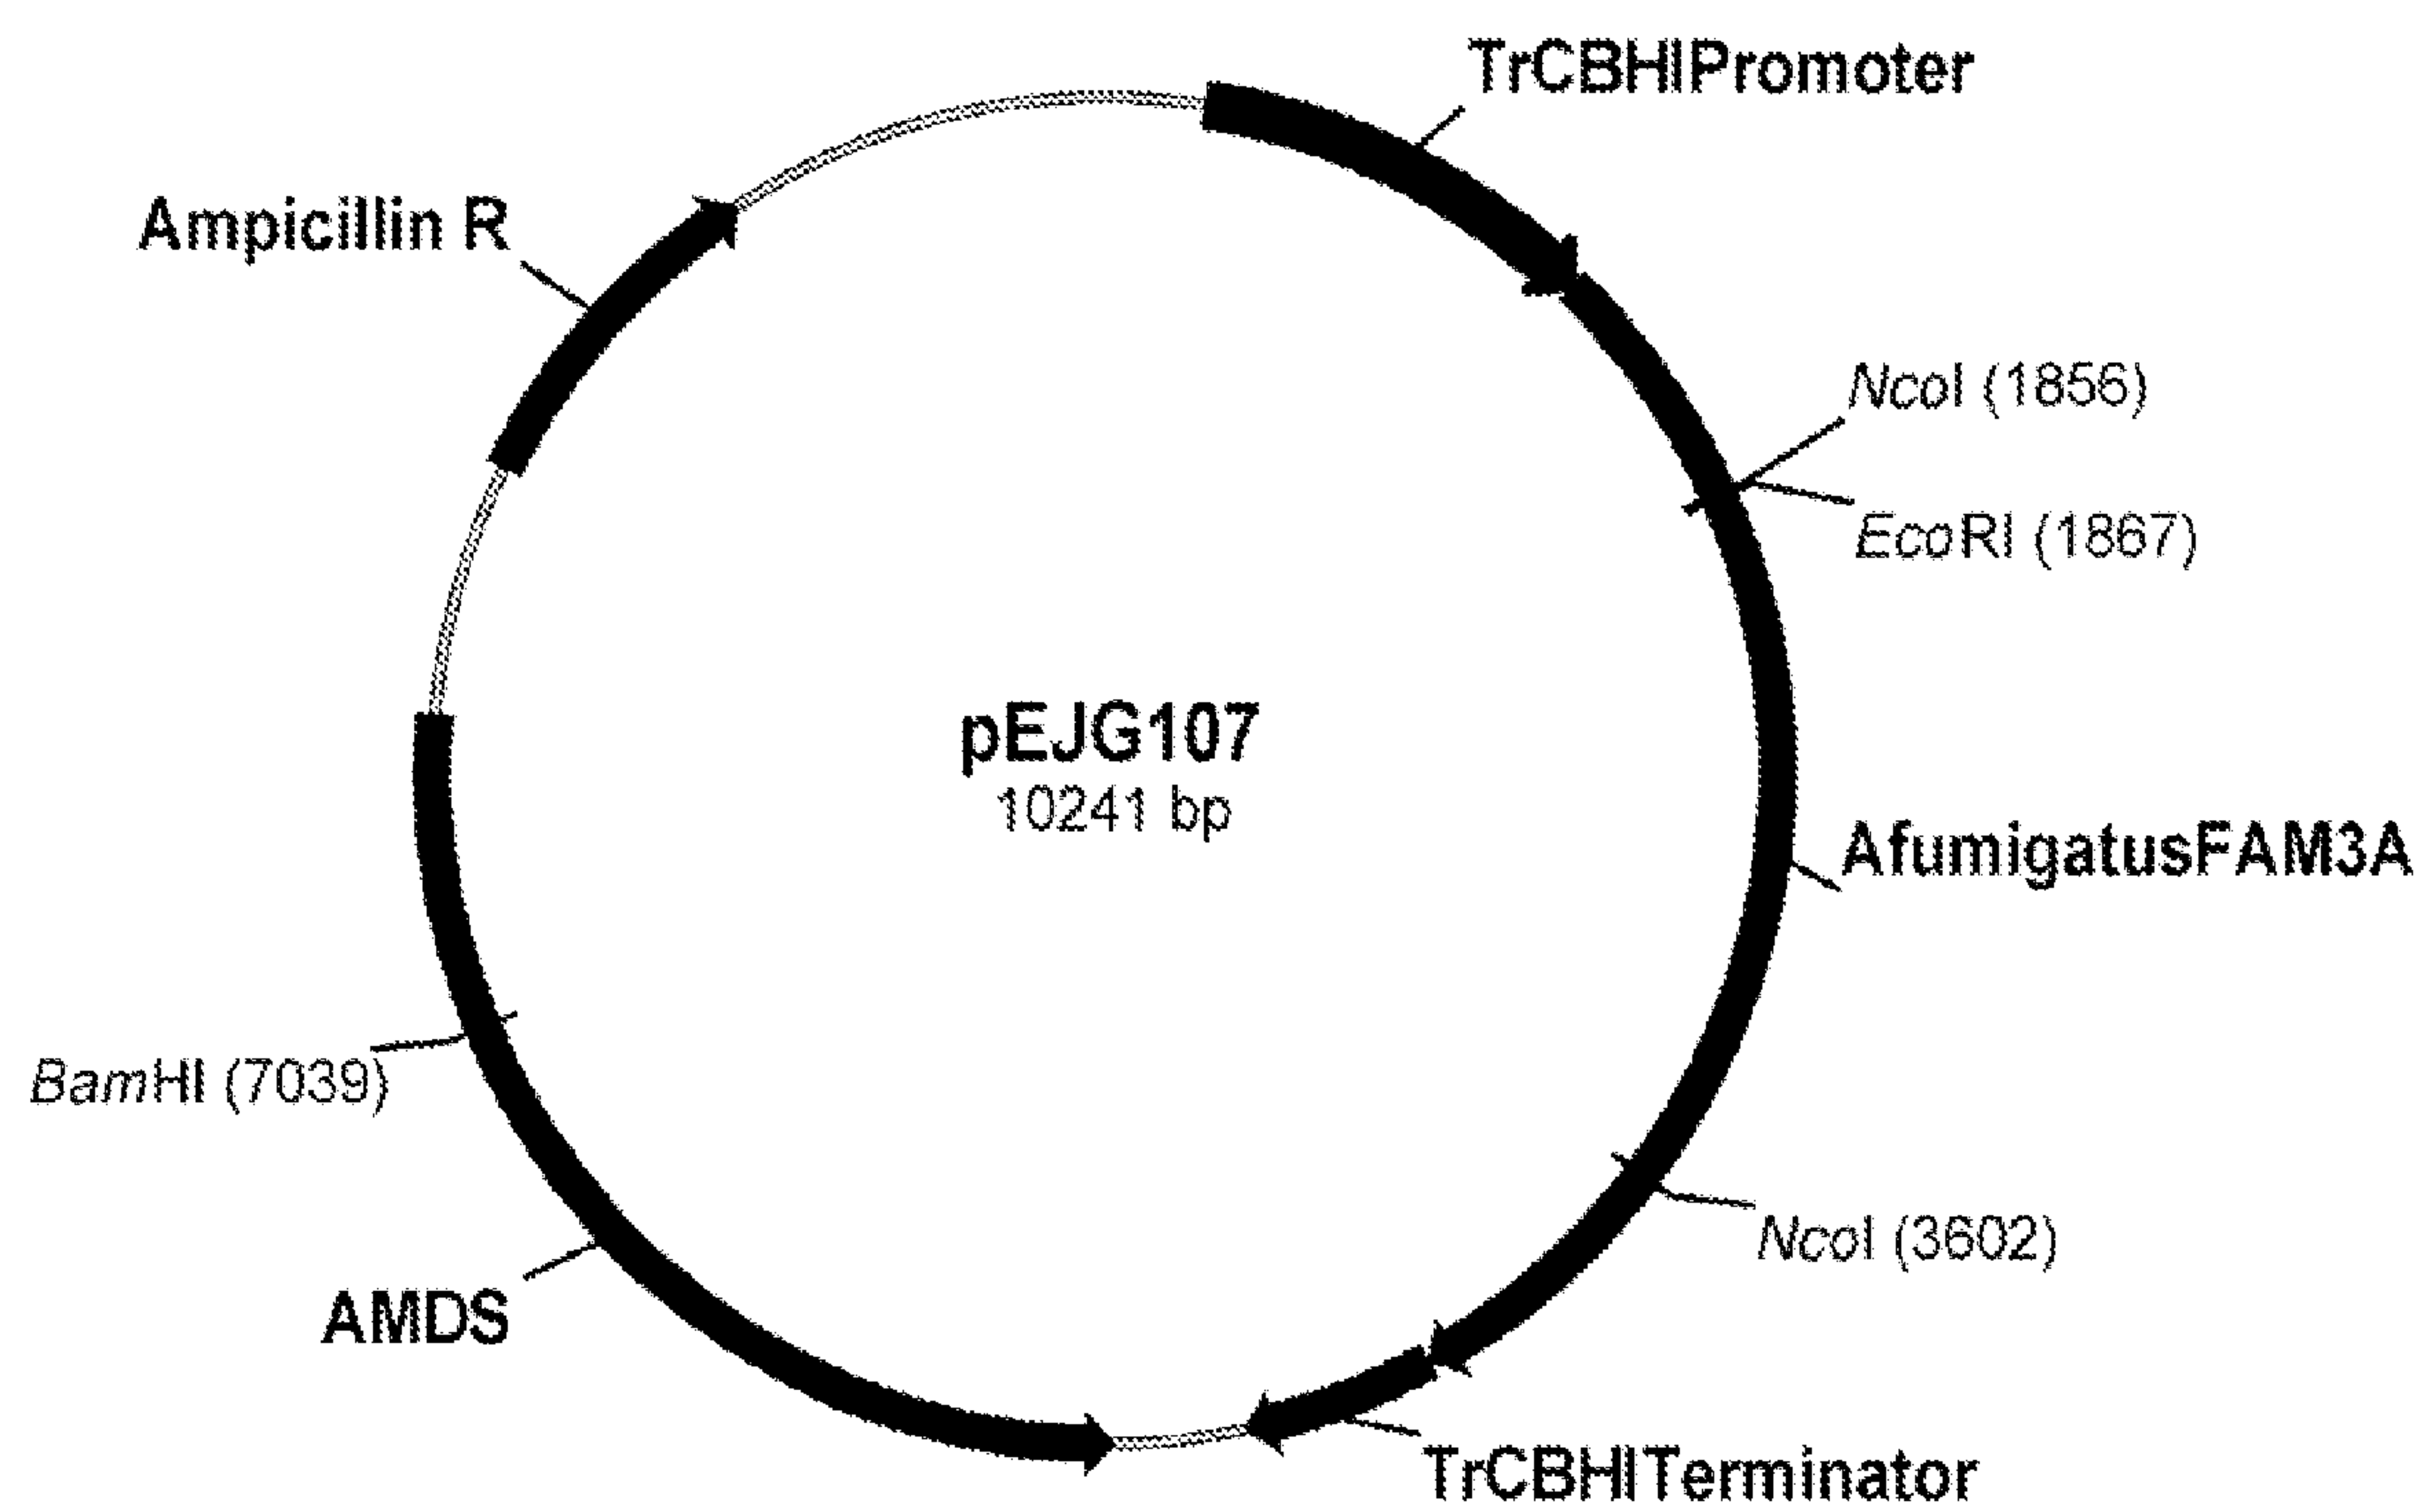 TrCBHIPromoter
Ampicillin R
NcoI (1856)
EcoRI (1867)
pEJG107
10241 bp
AfumigatusFAM3A
BamHI (7039)
NcoI (3602)
AMDS
TrCBHITerminator